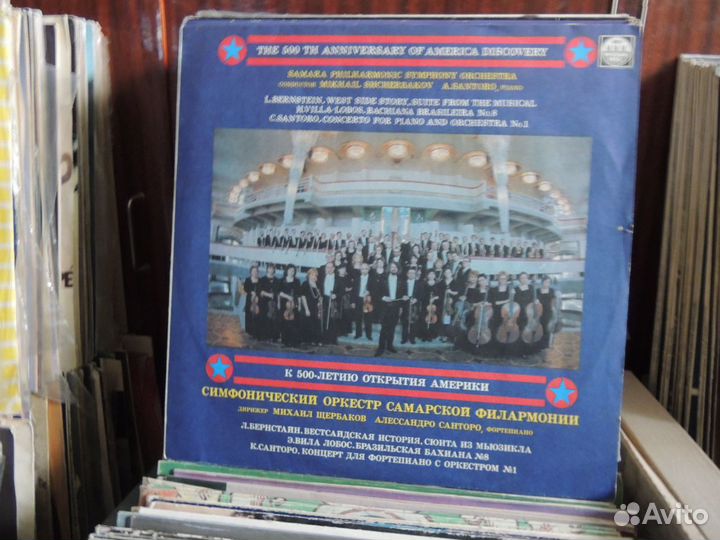 THE 500 TH ANNIVERSARY OF AMERICA DISCOVERY
SAMARA PHILHARMONIC SYMPHONY ORCHESTRA
CONDUCTOR MIKHAIL SHCHERBAKOV A.SANTORO, PIANO
L.BERNSTEIN. WEST SIDE STORY, SUITE FROM THE MUSICAL
H.VILLA-LOBOS. BACHIANA BRASILEIRA No.8
C.SANTORO. CONCERTO FOR PIANO AND ORCHESTRA No.1
К 500-ЛЕТИЮ ОТКРЫТИЯ АМЕРИКИ
СИМФОНИЧЕСКИЙ ОРКЕСТР САМАРСКОЙ ФИЛАРМОНИИ
ДИРИЖЕР МИХАИЛ ЩЕРБАКОВ АЛЕССАНДРО САНТОРО, ФОРТЕПИАНО
Л.БЕРНСТАЙН. ВЕСТСАЙДСКАЯ ИСТОРИЯ, СЮИТА ИЗ МЬЮЗИКЛА
Э.ВИЛА ЛОБОС. БРАЗИЛЬСКАЯ БАХИАНА №8
К.САНТОРО, КОНЦЕРТ ДЛЯ ФОРТЕПИАНО С ОРКЕСТРОМ №1
Avito